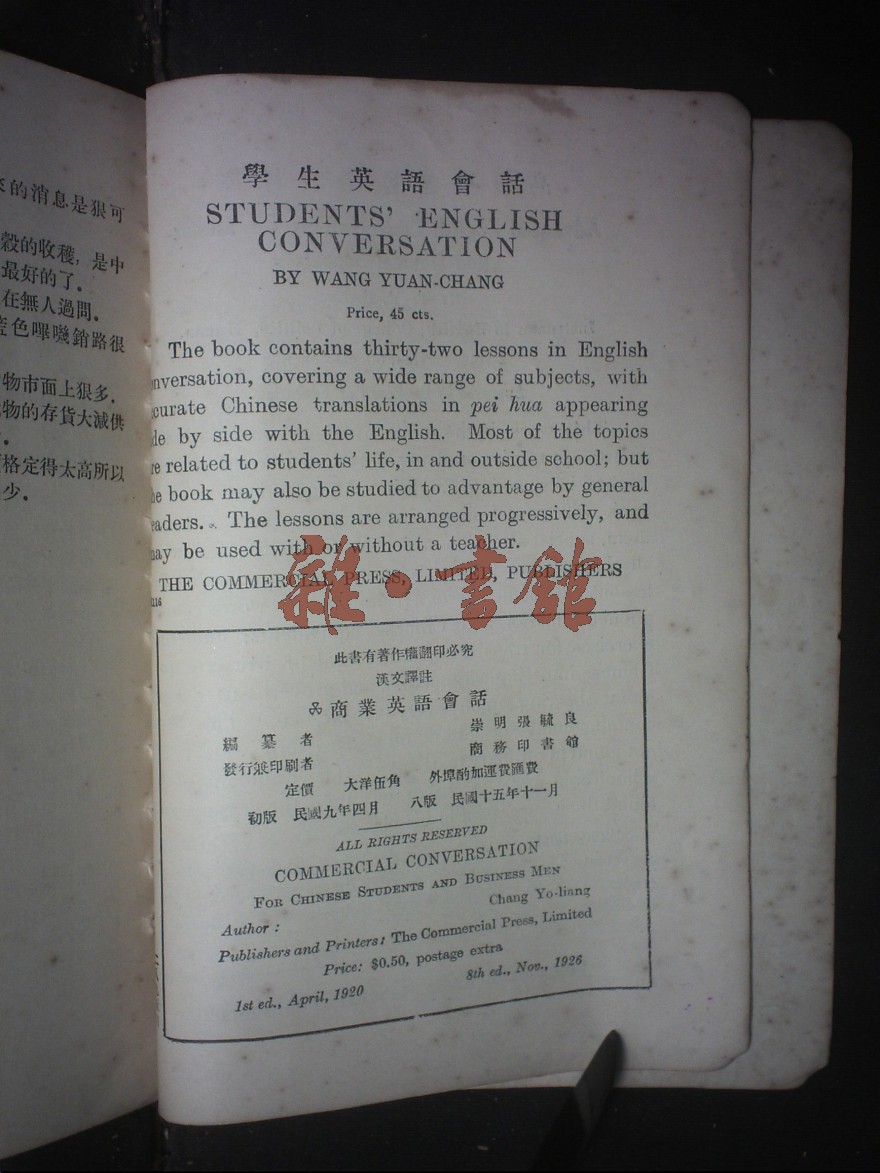 的消息是狠可
穀的收穫，是中
最好的了。
在無人過問。
色嗶嘰銷路很
物市面上狠多．
物的存貨大減供
。
格定得太高所以
少。
學生英語會話
STUDENTS' ENGLISH
CONVERSATION
BY WANG YUAN-CHANG
Price, 45 cts.
The book contains thirty-two lessons in English
nversation, covering a wide range of subjects, with
curate Chinese translations in pei hua appearing
de by side with the English. Most of the topics
re related to students' life, in and outside school; but
he book may also be studied to advantage by general
eaders. The lessons are arranged progressively, and
may be used with or without a teacher.
THE COMMERCIAL PRESS, LIMITED, PUBLISHERS
116
雜·書館
此書有著作權翻印必究
漢文譯註
商業英語會話
編纂者 崇明張毓良
發行兼印刷者 商務印書館
定價 大洋伍角 外埠酌加運費匯費
初版 民國九年四月 八版 民國十五年十一月
ALL RIGHTS RESERVED
COMMERCIAL CONVERSATION
FOR CHINESE STUDENTS AND BUSINESS MEN
Author: Chang Yo-liang
Publishers and Printers: The Commercial Press, Limited
Price: $0.50, postage extra
1st ed., April, 1920 8th ed., Nov., 1926